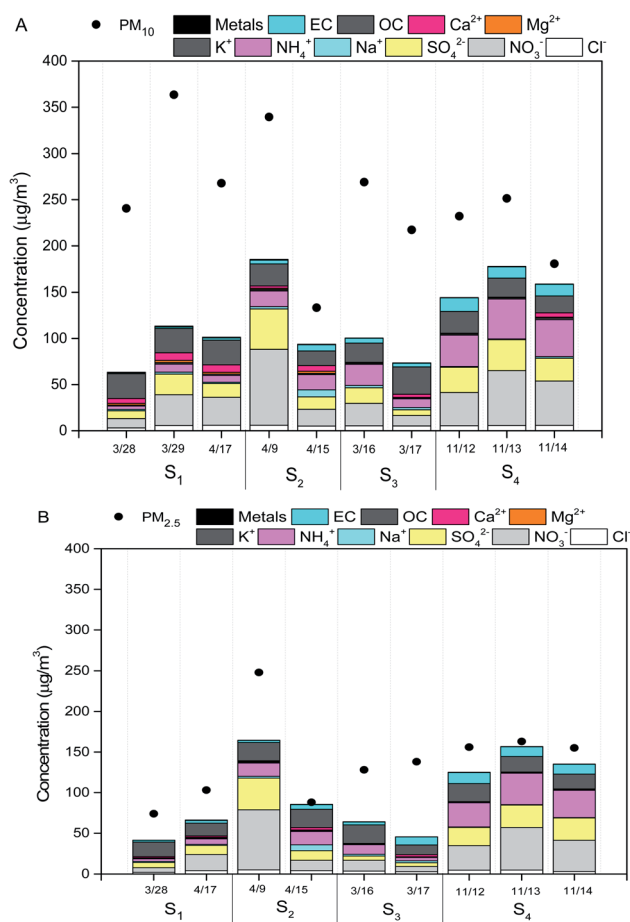 A
PM10 Metals EC OC Ca2+ Mg2+
K+ NH4+ Na+ SO42- NO3- Cl-
400
350
300
250
200
150
100
50
0
Concentration (μg/m3)
3/28 3/29 4/17 4/9 4/15 3/16 3/17 11/12 11/13 11/14
S1 S2 S3 S4
B
PM2.5 Metals EC OC Ca2+ Mg2+
K+ NH4+ Na+ SO42- NO3- Cl-
400
350
300
250
200
150
100
50
0
Concentration (μg/m3)
3/28 4/17 4/9 4/15 3/16 3/17 11/12 11/13 11/14
S1 S2 S3 S4